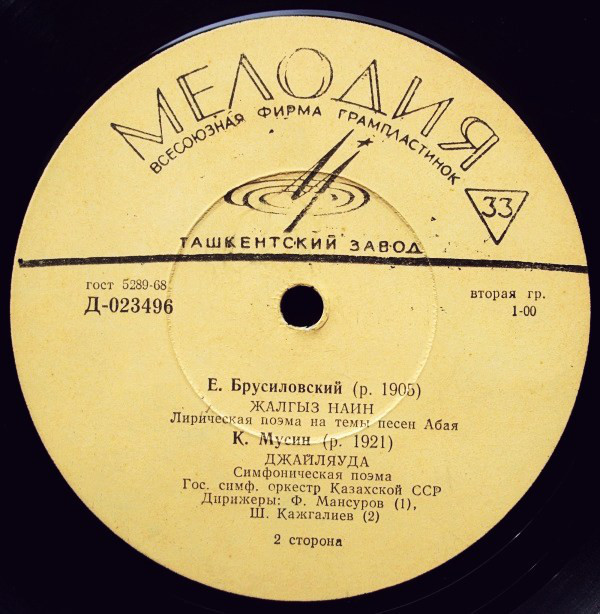 МЕЛОДИЯ
ВСЕСОЮЗНАЯ ФИРМА ГРАМПЛАСТИНОК
33
ТАШКЕНТСКИЙ ЗАВОД
гост 5289-68
Д-023496
вторая гр.
1-00
Е. Брусиловский (р. 1905)
ЖАЛГЫЗ НАИН
Лирическая поэма на темы песен Абая
К. Мусин (р. 1921)
ДЖАЙЛЯУДА
Симфоническая поэма
Гос. симф. оркестр Казахской ССР
Дирижеры: Ф. Мансуров (1),
Ш. Кажгалиев (2)
2 сторона